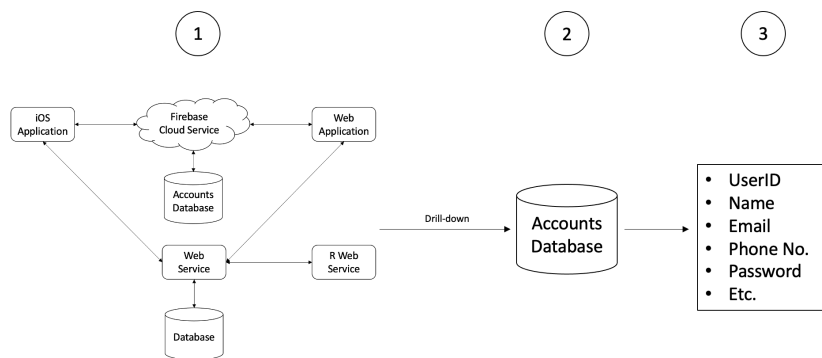 1
2
3
iOS
Application
Firebase
Cloud Service
Web
Application
Accounts
Database
Web
Service
R Web
Service
Database
Drill-down
Accounts
Database
• UserID
• Name
• Email
• Phone No.
• Password
• Etc.